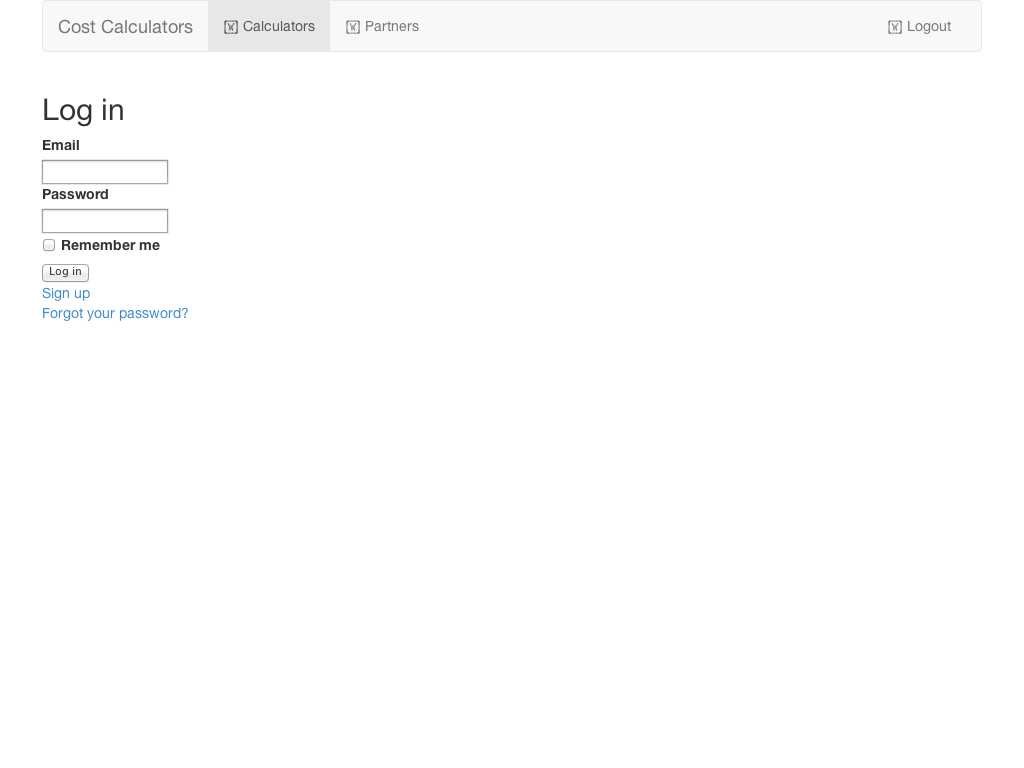 Cost Calculators Calculators Partners Logout
Log in
Email
Password
Remember me
Log in
Sign up
Forgot your password?